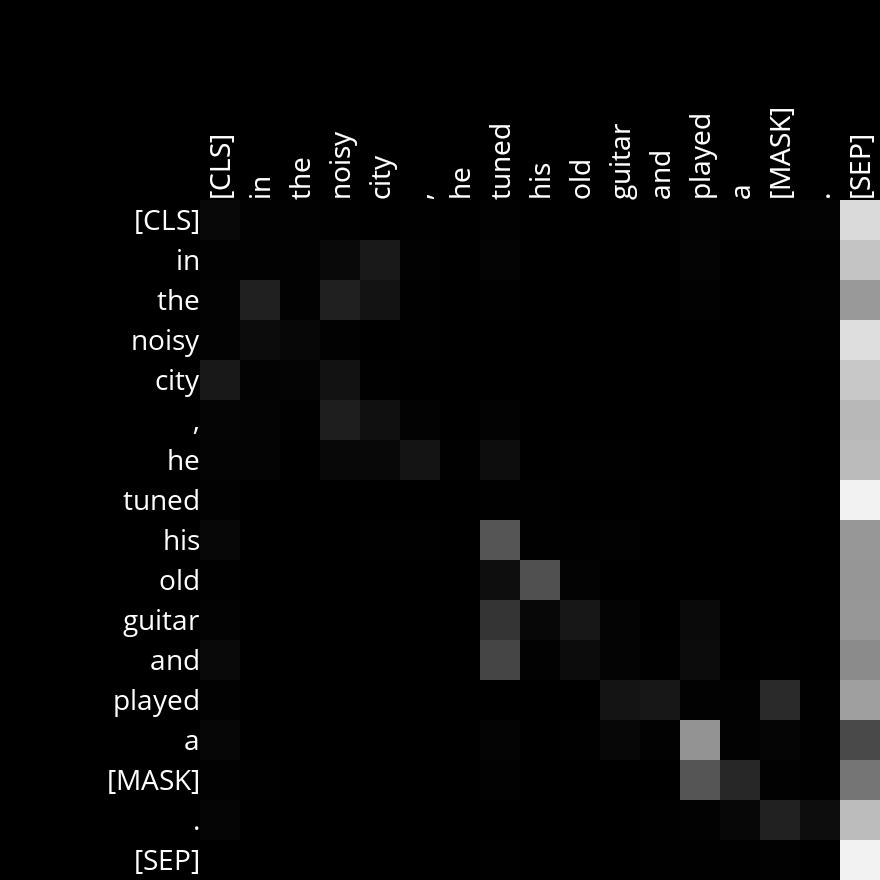 [CLS] in the noisy city , he tuned his old guitar and played a [MASK] . [SEP]
[CLS]
in
the
noisy
city
,
he
tuned
his
old
guitar
and
played
a
[MASK]
.
[SEP]